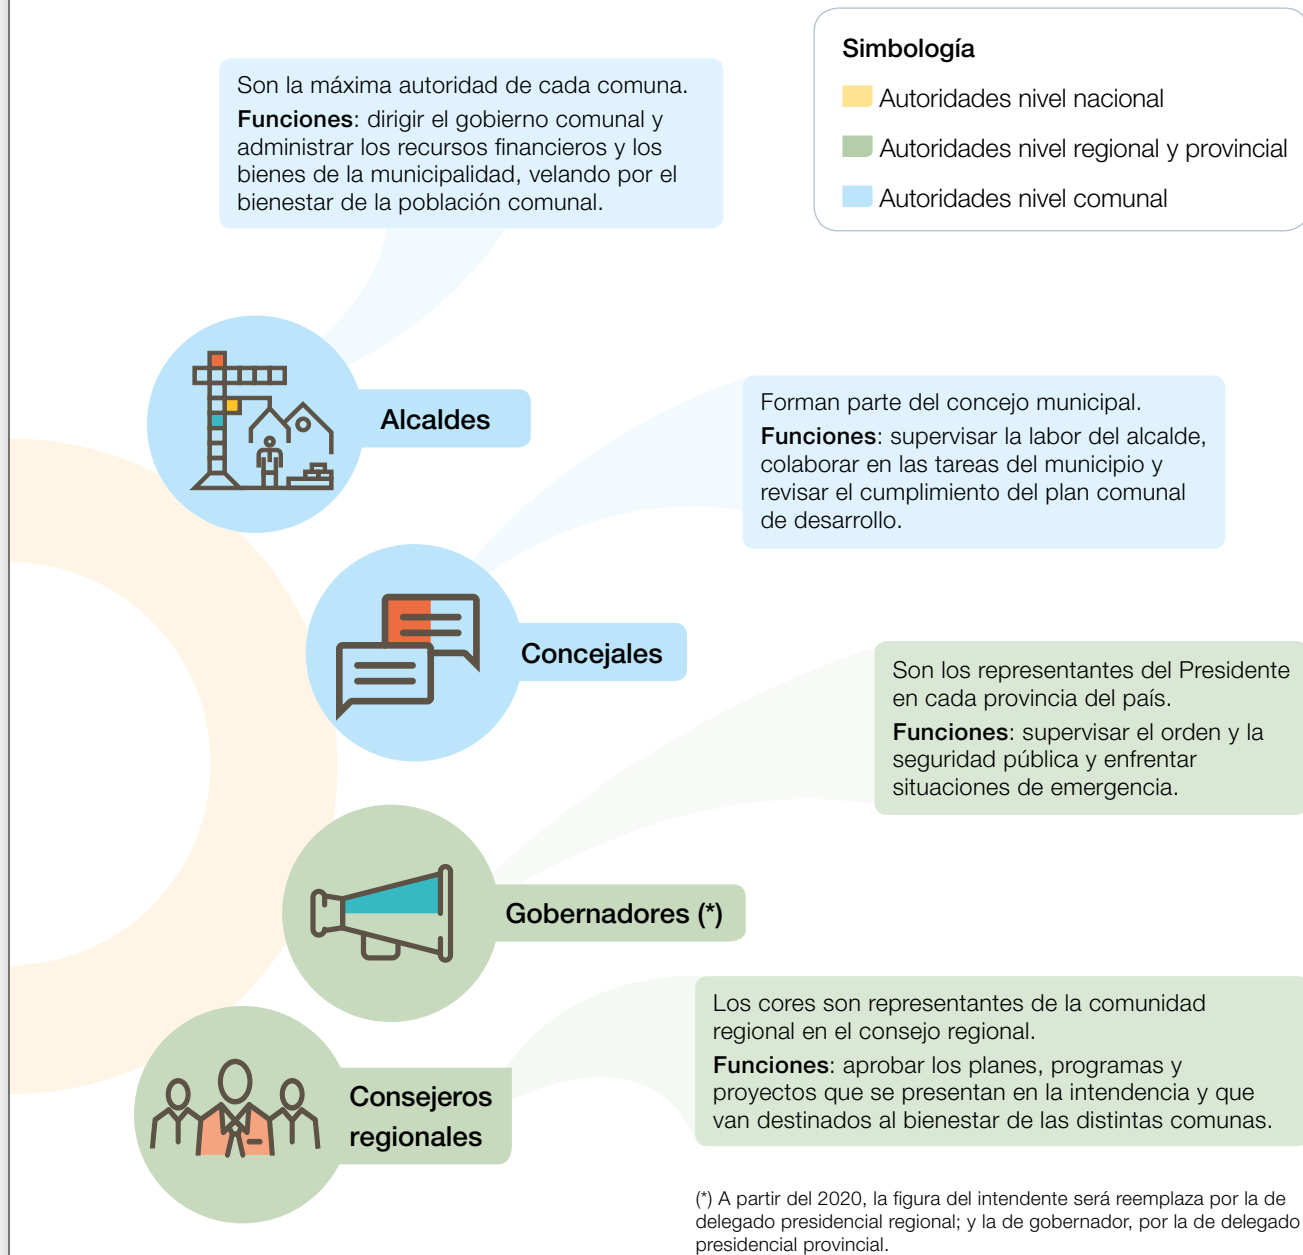 Simbología
Autoridades nivel nacional
Autoridades nivel regional y provincial
Autoridades nivel comunal
Son la máxima autoridad de cada comuna.
Funciones: dirigir el gobierno comunal y
administrar los recursos financieros y los
bienes de la municipalidad, velando por el
bienestar de la población comunal.
Alcaldes
Forman parte del concejo municipal.
Funciones: supervisar la labor del alcalde,
colaborar en las tareas del municipio y
revisar el cumplimiento del plan comunal
de desarrollo.
Concejales
Son los representantes del Presidente
en cada provincia del país.
Funciones: supervisar el orden y la
seguridad pública y enfrentar
situaciones de emergencia.
Gobernadores (*)
Los cores son representantes de la comunidad
regional en el consejo regional.
Funciones: aprobar los planes, programas y
proyectos que se presentan en la intendencia y que
van destinados al bienestar de las distintas comunas.
Consejeros
regionales
(*) A partir del 2020, la figura del intendente será reemplaza por la de
delegado presidencial regional; y la de gobernador, por la de delegado
presidencial provincial.